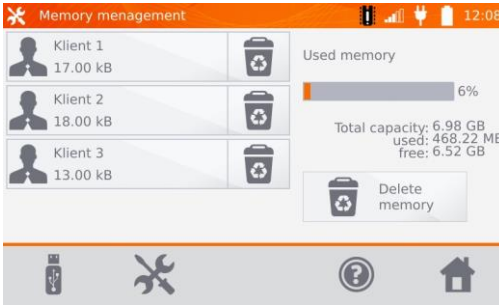 Memory menagement
12:08
Klient 1
17.00 kB
Klient 2
18.00 kB
Klient 3
13.00 kB
Used memory
6%
Total capacity: 6.98 GB
used: 468.22 ME
free: 6.52 GB
Delete
memory